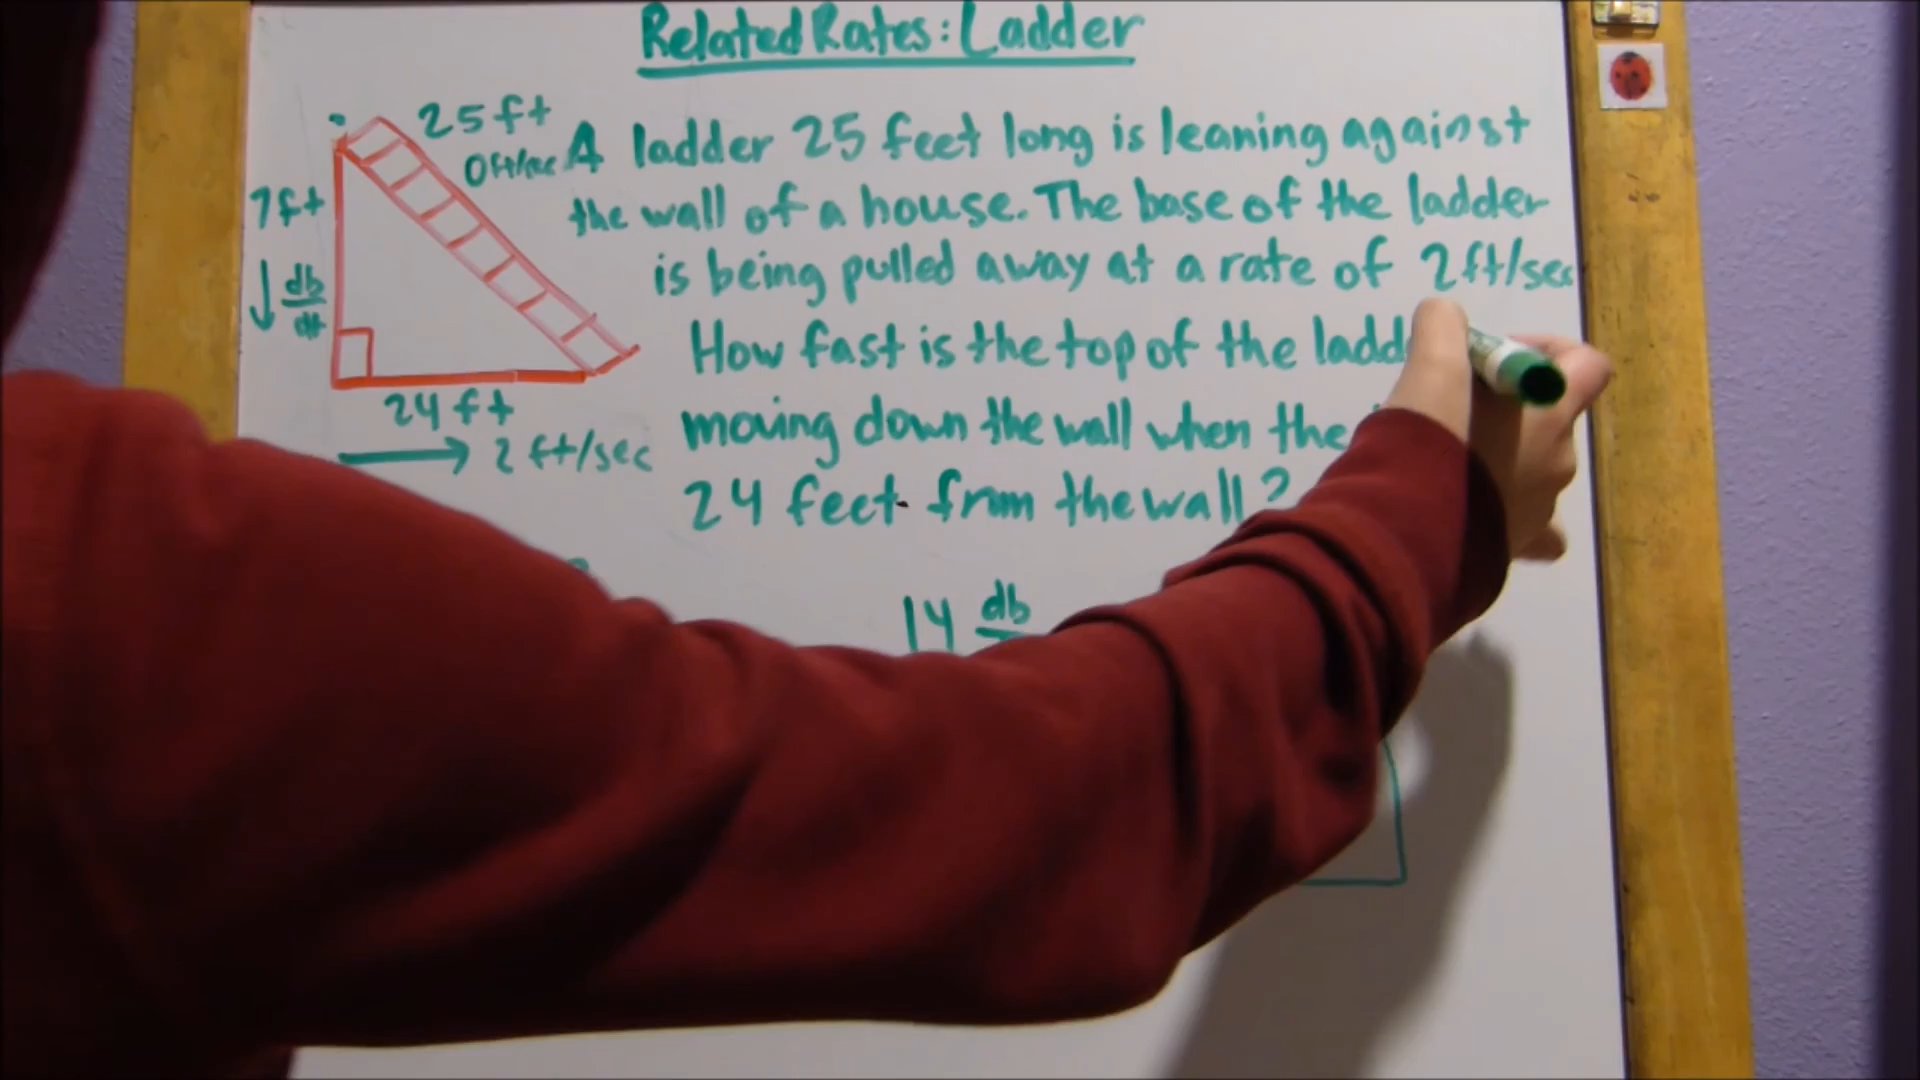 Related Rates: Ladder
25 ft
0 ft/sec
7 ft
db
dt
24 ft
2 ft/sec
A ladder 25 feet long is leaning against
the wall of a house. The base of the ladder
is being pulled away at a rate of 2 ft/sec
How fast is the top of the
moving down the wall when the
24 feet from the wall?
14 db